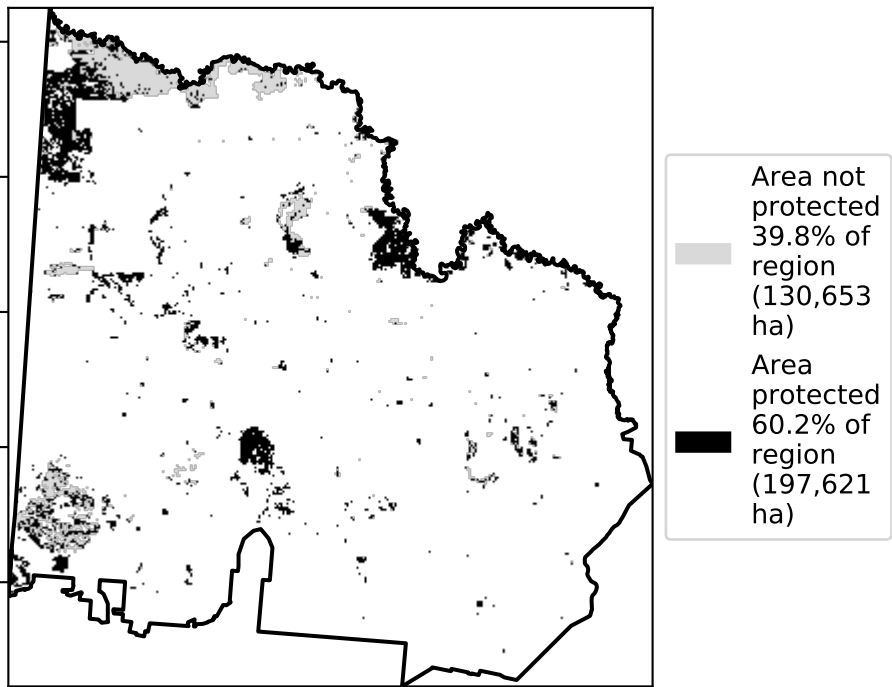 Area not
protected
39.8% of
region
(130,653
ha)
Area
protected
60.2% of
region
(197,621
ha)